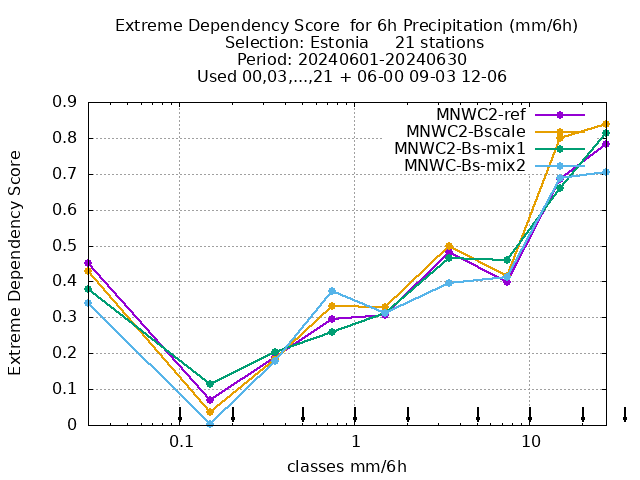 Extreme Dependency Score  for 6h Precipitation (mm/6h)
Selection: Estonia     21 stations
Period: 20240601-20240630
Used 00,03,...,21 + 06-00 09-03 12-06
MNWC2-ref
MNWC2-Bscale
MNWC2-Bs-mix1
MNWC-Bs-mix2
Extreme Dependency Score
0.9
0.8
0.7
0.6
0.5
0.4
0.3
0.2
0.1
0
0.1 1 10
classes mm/6h